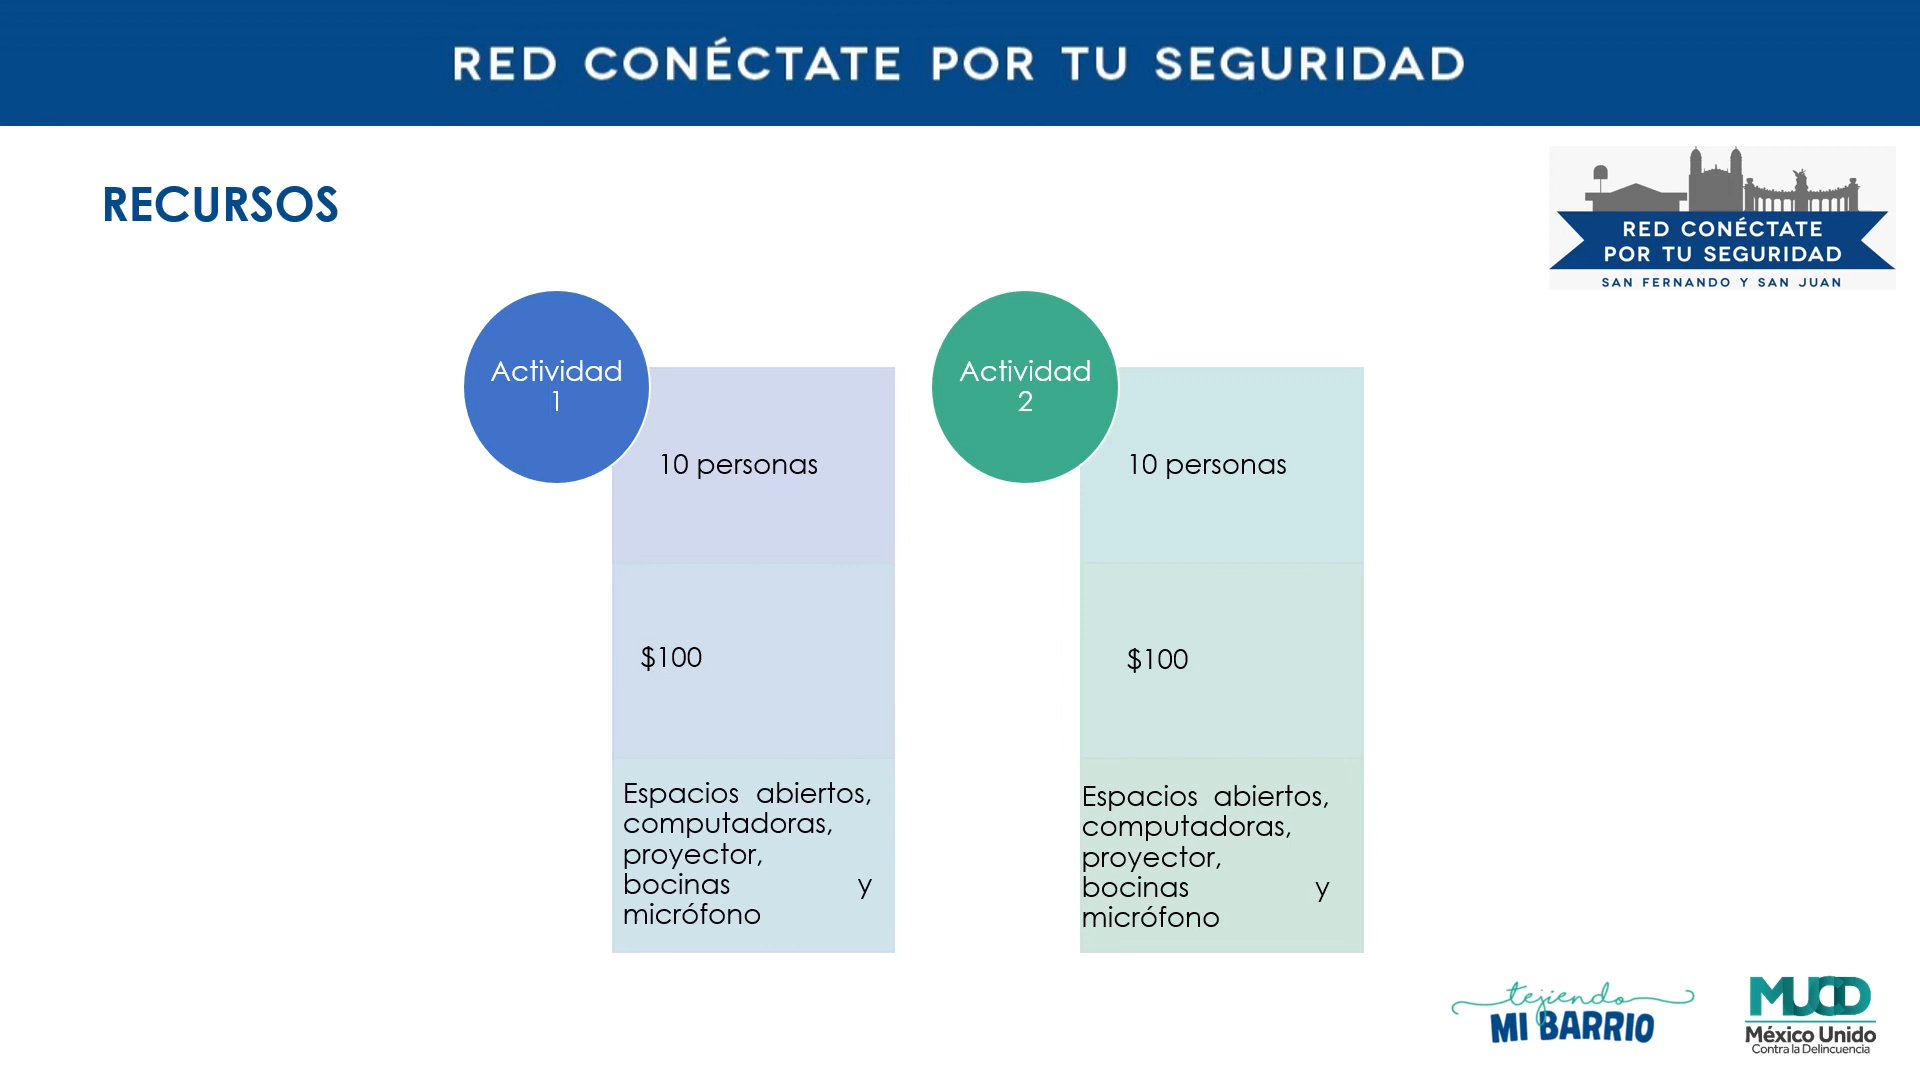 RED CONÉCTATE POR TU SEGURIDAD
RECURSOS
RED CONÉCTATE
POR TU SEGURIDAD
SAN FERNANDO Y SAN JUAN
Actividad
1
10 personas
$100
Espacios abiertos,
computadoras,
proyector,
bocinas y
micrófono
Actividad
2
10 personas
$100
Espacios abiertos,
computadoras,
proyector,
bocinas y
micrófono
tejiendo
MI BARRIO
MUCD
México Unido
Contra la Delincuencia